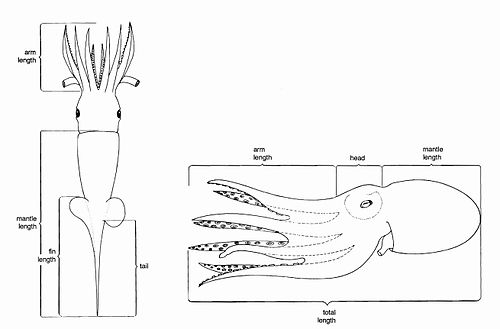 arm
length
mantle
length
fin
length
tail
arm
length
head
mantle
length
total
length